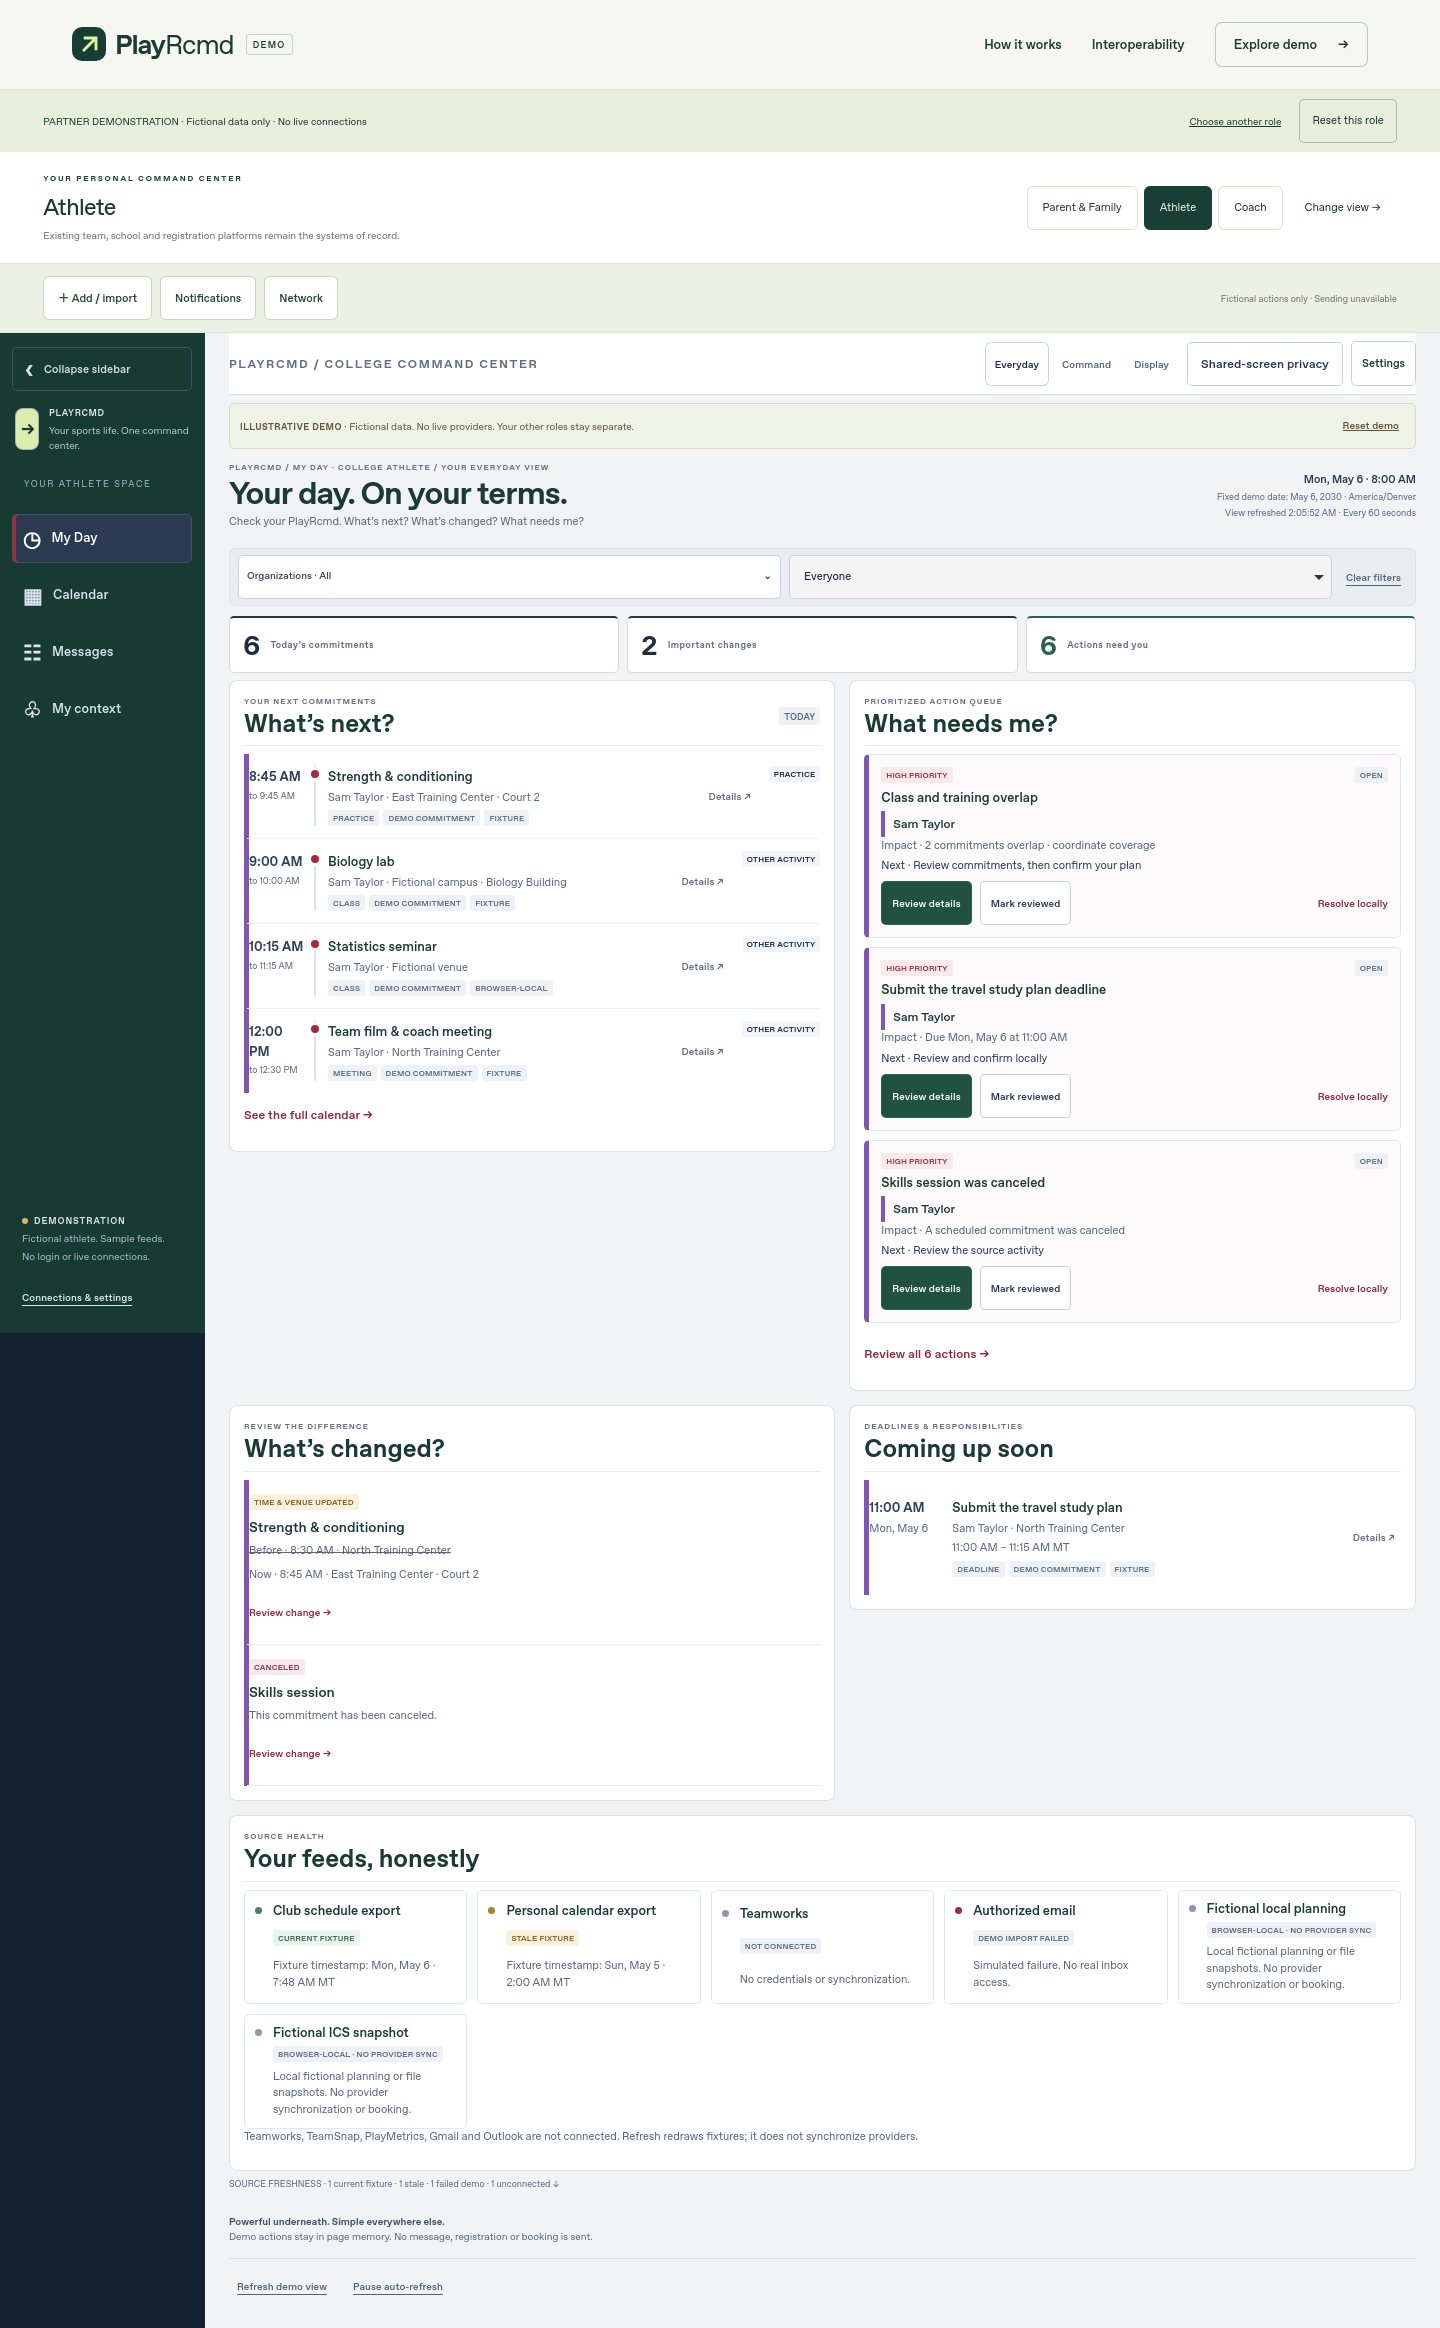 PlayRcmd DEMO
How it works Interoperability Explore demo →
PARTNER DEMONSTRATION · Fictional data only · No live connections
Choose another role Reset this role
YOUR PERSONAL COMMAND CENTER
Athlete
Existing team, school and registration platforms remain the systems of record.
Parent & Family Athlete Coach Change view →
+ Add / import Notifications Network
Fictional actions only · Sending unavailable
Collapse sidebar
PLAYRCMD
Your sports life. One command
center.
YOUR ATHLETE SPACE
My Day
Calendar
Messages
My context
DEMONSTRATION
Fictional athlete. Sample feeds.
No login or live connections.
Connections & settings
PLAYRCMD / COLLEGE COMMAND CENTER
Everyday Command Display Shared-screen privacy Settings
ILLUSTRATIVE DEMO · Fictional data. No live providers. Your other roles stay separate.
Reset demo
PLAYRCMD / MY DAY · COLLEGE ATHLETE / YOUR EVERYDAY VIEW
Your day. On your terms.
Check your PlayRcmd. What's next? What's changed? What needs me?
Mon, May 6 · 8:00 AM
Fixed demo date: May 6, 2030 · America/Denver
View refreshed 2:05:52 AM · Every 60 seconds
Organizations · All
Everyone
Clear filters
6 Today's commitments
2 Important changes
6 Actions need you
YOUR NEXT COMMITMENTS
What's next?
TODAY
8:45 AM
to 9:45 AM
Strength & conditioning
Sam Taylor · East Training Center · Court 2
PRACTICE DEMO COMMITMENT FIXTURE
Details ↗
PRACTICE
9:00 AM
to 10:00 AM
Biology lab
Sam Taylor · Fictional campus · Biology Building
CLASS DEMO COMMITMENT FIXTURE
Details ↗
OTHER ACTIVITY
10:15 AM
to 11:15 AM
Statistics seminar
Sam Taylor · Fictional venue
CLASS DEMO COMMITMENT BROWSER-LOCAL
Details ↗
OTHER ACTIVITY
12:00
PM
to 12:30 PM
Team film & coach meeting
Sam Taylor · North Training Center
MEETING DEMO COMMITMENT FIXTURE
Details ↗
OTHER ACTIVITY
See the full calendar →
PRIORITIZED ACTION QUEUE
What needs me?
HIGH PRIORITY OPEN
Class and training overlap
Sam Taylor
Impact · 2 commitments overlap · coordinate coverage
Next · Review commitments, then confirm your plan
Review details Mark reviewed Resolve locally
HIGH PRIORITY OPEN
Submit the travel study plan deadline
Sam Taylor
Impact · Due Mon, May 6 at 11:00 AM
Next · Review and confirm locally
Review details Mark reviewed Resolve locally
HIGH PRIORITY OPEN
Skills session was canceled
Sam Taylor
Impact · A scheduled commitment was canceled
Next · Review the source activity
Review details Mark reviewed Resolve locally
Review all 6 actions →
REVIEW THE DIFFERENCE
What's changed?
TIME & VENUE UPDATED
Strength & conditioning
Before · 8:30 AM · North Training Center
Now · 8:45 AM · East Training Center · Court 2
Review change →
CANCELED
Skills session
This commitment has been canceled.
Review change →
DEADLINES & RESPONSIBILITIES
Coming up soon
11:00 AM
Mon, May 6
Submit the travel study plan
Sam Taylor · North Training Center
11:00 AM – 11:15 AM MT
DEADLINE DEMO COMMITMENT FIXTURE
Details ↗
SOURCE HEALTH
Your feeds, honestly
Club schedule export
CURRENT FIXTURE
Fixture timestamp: Mon, May 6 ·
7:48 AM MT
Personal calendar export
STALE FIXTURE
Fixture timestamp: Sun, May 5 ·
2:00 AM MT
Teamworks
NOT CONNECTED
No credentials or synchronization.
Authorized email
DEMO IMPORT FAILED
Simulated failure. No real inbox
access.
Fictional local planning
BROWSER-LOCAL · NO PROVIDER SYNC
Local fictional planning or file
snapshots. No provider
synchronization or booking.
Fictional ICS snapshot
BROWSER-LOCAL · NO PROVIDER SYNC
Local fictional planning or file
snapshots. No provider
synchronization or booking.
Teamworks, TeamSnap, PlayMetrics, Gmail and Outlook are not connected. Refresh redraws fixtures; it does not synchronize providers.
SOURCE FRESHNESS · 1 current fixture · 1 stale · 1 failed demo · 1 unconnected ↓
Powerful underneath. Simple everywhere else.
Demo actions stay in page memory. No message, registration or booking is sent.
Refresh demo view Pause auto-refresh